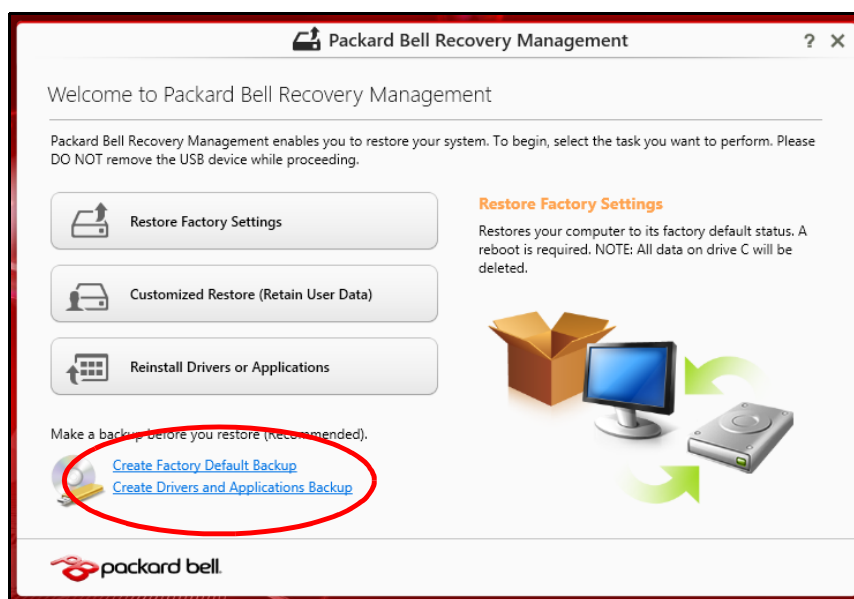 Packard Bell Recovery Management
? X
Welcome to Packard Bell Recovery Management
Packard Bell Recovery Management enables you to restore your system. To begin, select the task you want to perform. Please
DO NOT remove the USB device while proceeding.
Restore Factory Settings
Customized Restore (Retain User Data)
Reinstall Drivers or Applications
Restore Factory Settings
Restores your computer to its factory default status. A
reboot is required. NOTE: All data on drive C will be
deleted.
Make a backup before you restore (Recommended).
Create Factory Default Backup
Create Drivers and Applications Backup
packard bell.